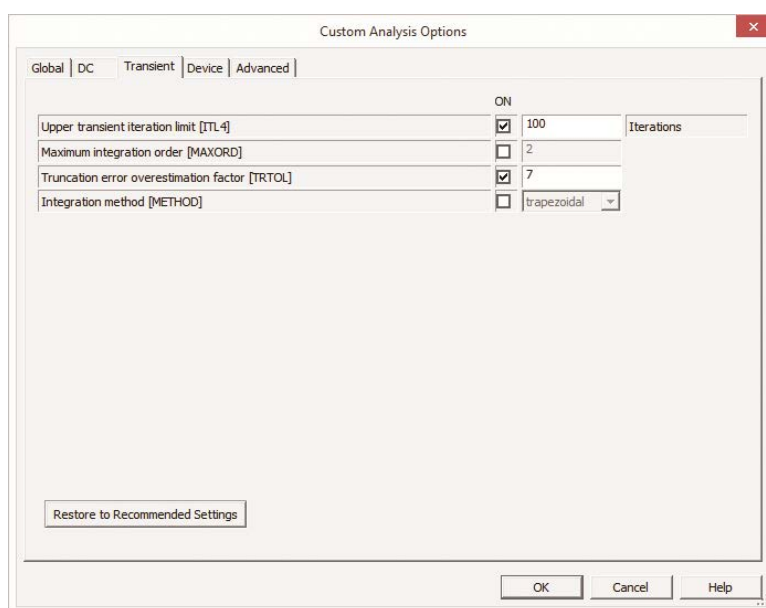 Custom Analysis Options
Global DC Transient Device Advanced
ON
Upper transient iteration limit [ITL4] 100 Iterations
Maximum integration order [MAXORD] 2
Truncation error overestimation factor [TRTOL] 7
Integration method [METHOD] trapezoidal
Restore to Recommended Settings
OK Cancel Help